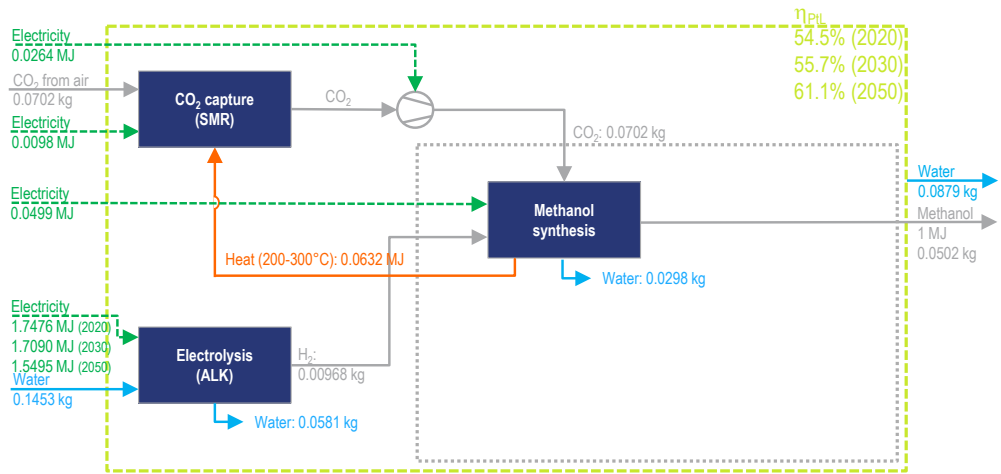 Electricity
0.0264 MJ
CO₂ from air
0.0702 kg
Electricity
0.0098 MJ
CO₂ capture
(SMR)
CO₂
η PtL
54.5% (2020)
55.7% (2030)
61.1% (2050)
CO₂: 0.0702 kg
Electricity
0.0499 MJ
Methanol
synthesis
Water
0.0879 kg
Methanol
1 MJ
0.0502 kg
Heat (200-300°C): 0.0632 MJ
Water: 0.0298 kg
Electricity
1.7476 MJ (2020)
1.7090 MJ (2030)
1.5495 MJ (2050)
Water
0.1453 kg
Electrolysis
(ALK)
H₂:
0.00968 kg
Water: 0.0581 kg